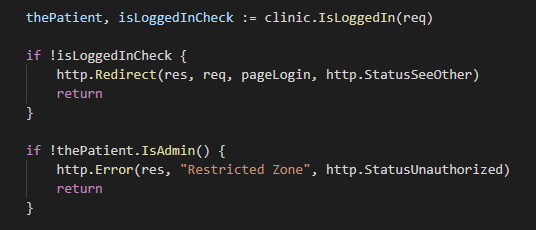 thePatient, isLoggedInCheck := clinic.IsLoggedIn(req)
if !isLoggedInCheck {
http.Redirect(res, req, pageLogin, http.StatusSeeOther)
return
}
if !thePatient.IsAdmin() {
http.Error(res, "Restricted Zone", http.StatusUnauthorized)
return
}